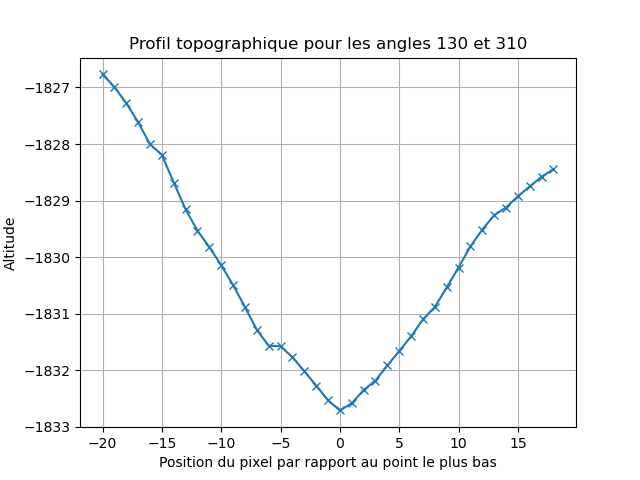 Profil topographique pour les angles 130 et 310
−1827
−1828
−1829
−1830
−1831
−1832
−1833
Altitude
−20 −15 −10 −5 0 5 10 15
Position du pixel par rapport au point le plus bas